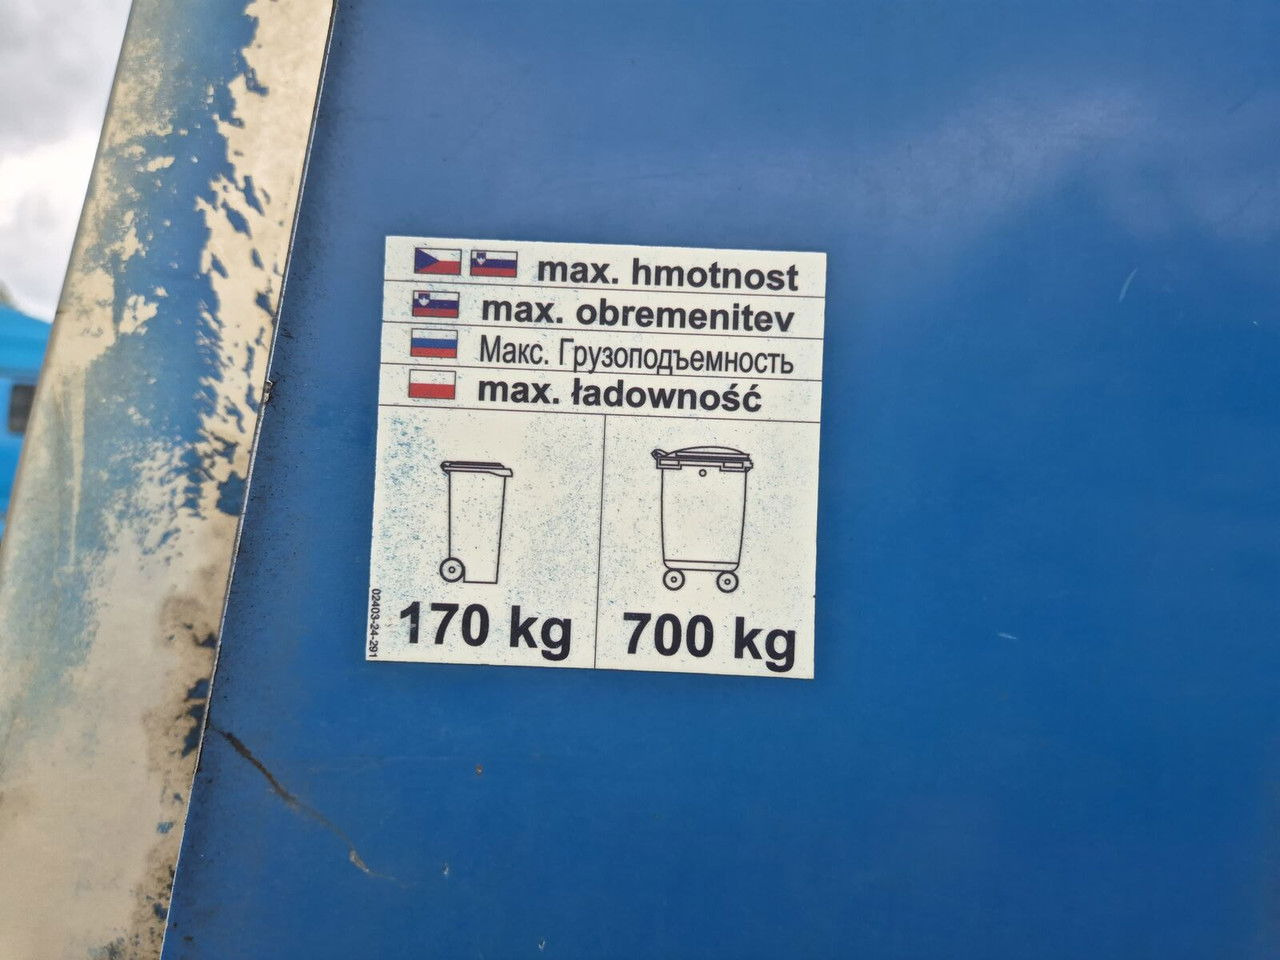 max. hmotnost
max. obremenitev
Макс. Грузоподъемность
max. ładowność
170 kg
700 kg
02403-24-291